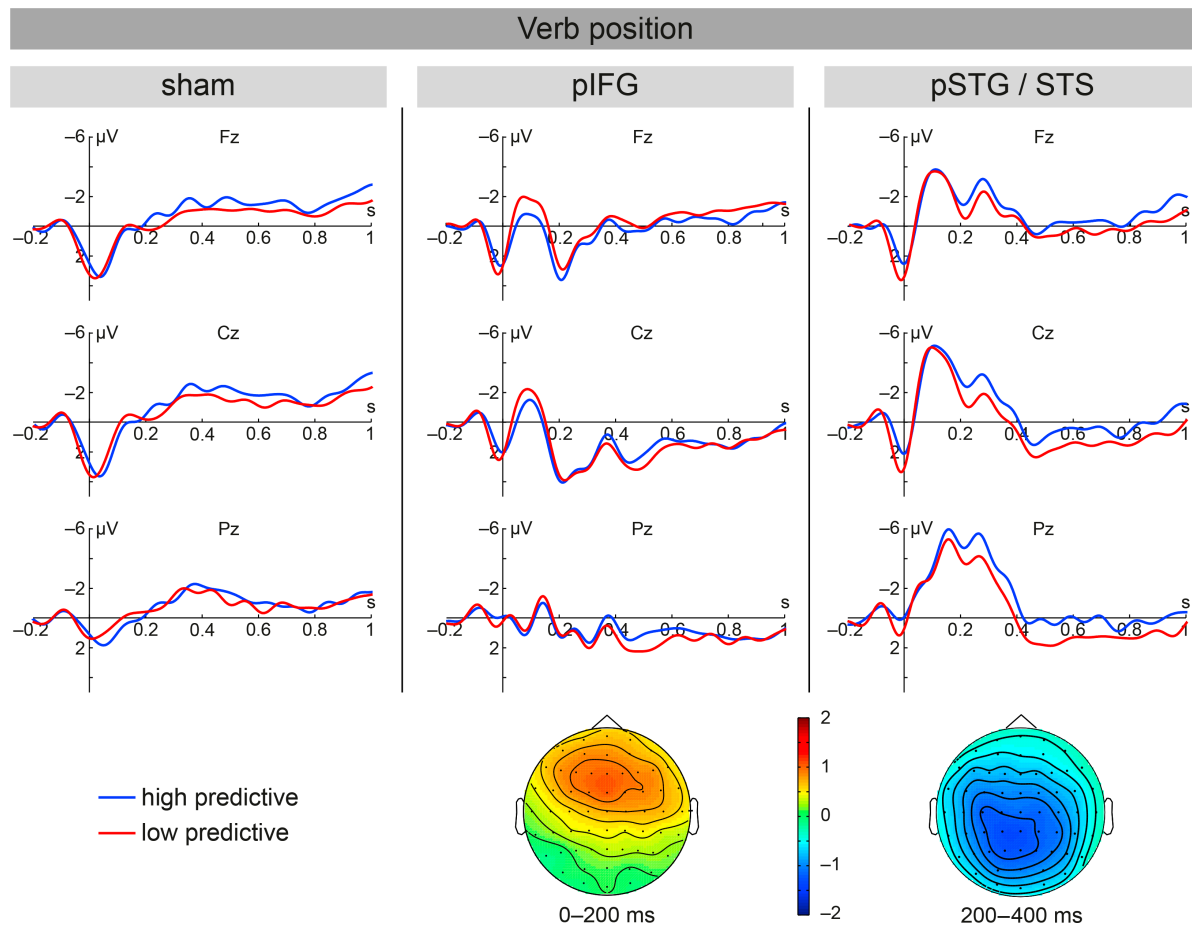 Verb position
sham
pIFG
pSTG / STS
–6 µV
Fz
–2
s
–0.2
0.2 0.4 0.6 0.8 1
2
–6 µV
Fz
–2
s
–0.2
0.2 0.4 0.6 0.8 1
2
–6 µV
Fz
–2
s
–0.2
0.2 0.4 0.6 0.8 1
2
–6 µV
Cz
–2
s
–0.2
0.2 0.4 0.6 0.8 1
2
–6 µV
Cz
–2
s
–0.2
0.2 0.4 0.6 0.8 1
2
–6 µV
Cz
–2
s
–0.2
0.2 0.4 0.6 0.8 1
2
–6 µV
Pz
–2
s
–0.2
0.2 0.4 0.6 0.8 1
2
–6 µV
Pz
–2
s
–0.2
0.2 0.4 0.6 0.8 1
2
–6 µV
Pz
–2
s
–0.2
0.2 0.4 0.6 0.8 1
2
high predictive
low predictive
0–200 ms
2
1
0
–1
–2
200–400 ms